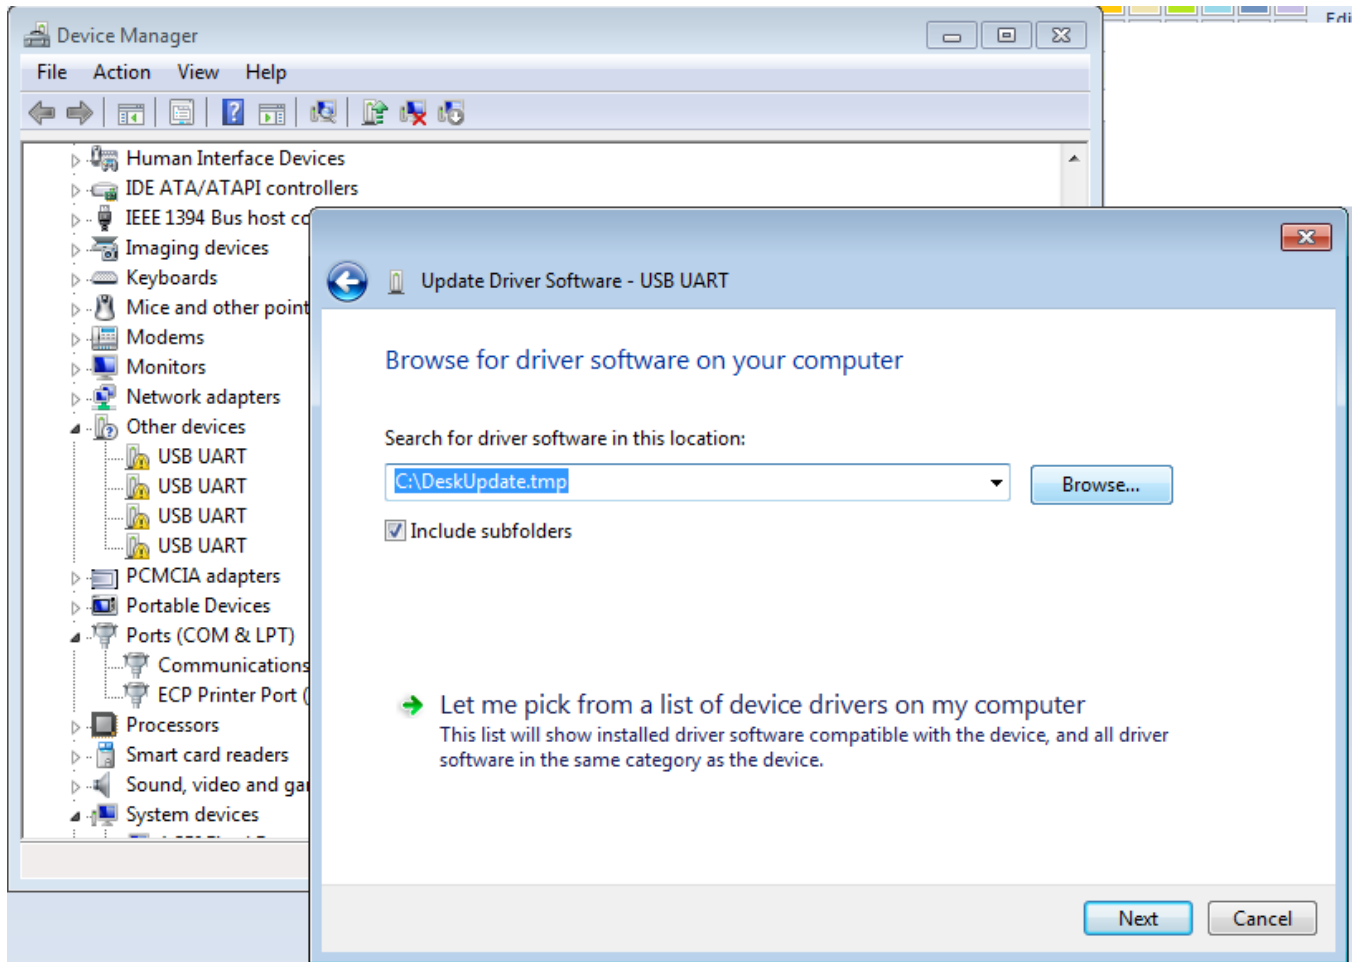 Device Manager
Edi
File Action View Help
Human Interface Devices
IDE ATA/ATAPI controllers
IEEE 1394 Bus host co
Imaging devices
Keyboards
Mice and other point
Modems
Monitors
Network adapters
Other devices
USB UART
USB UART
USB UART
USB UART
PCMCIA adapters
Portable Devices
Ports (COM & LPT)
Communications
ECP Printer Port (
Processors
Smart card readers
Sound, video and gar
System devices
Update Driver Software - USB UART
Browse for driver software on your computer
Search for driver software in this location:
C:\DeskUpdate.tmp
Browse...
Include subfolders
Let me pick from a list of device drivers on my computer
This list will show installed driver software compatible with the device, and all driver
software in the same category as the device.
Next Cancel